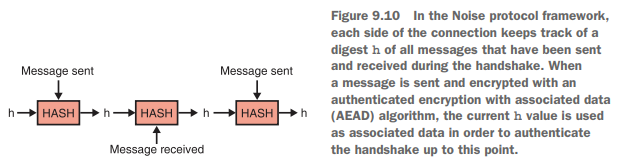 Message sent
Message sent
h HASH h HASH h HASH h
Message received
Figure 9.10 In the Noise protocol framework,
each side of the connection keeps track of a
digest h of all messages that have been sent
and received during the handshake. When
a message is sent and encrypted with an
authenticated encryption with associated data
(AEAD) algorithm, the current h value is used
as associated data in order to authenticate
the handshake up to this point.